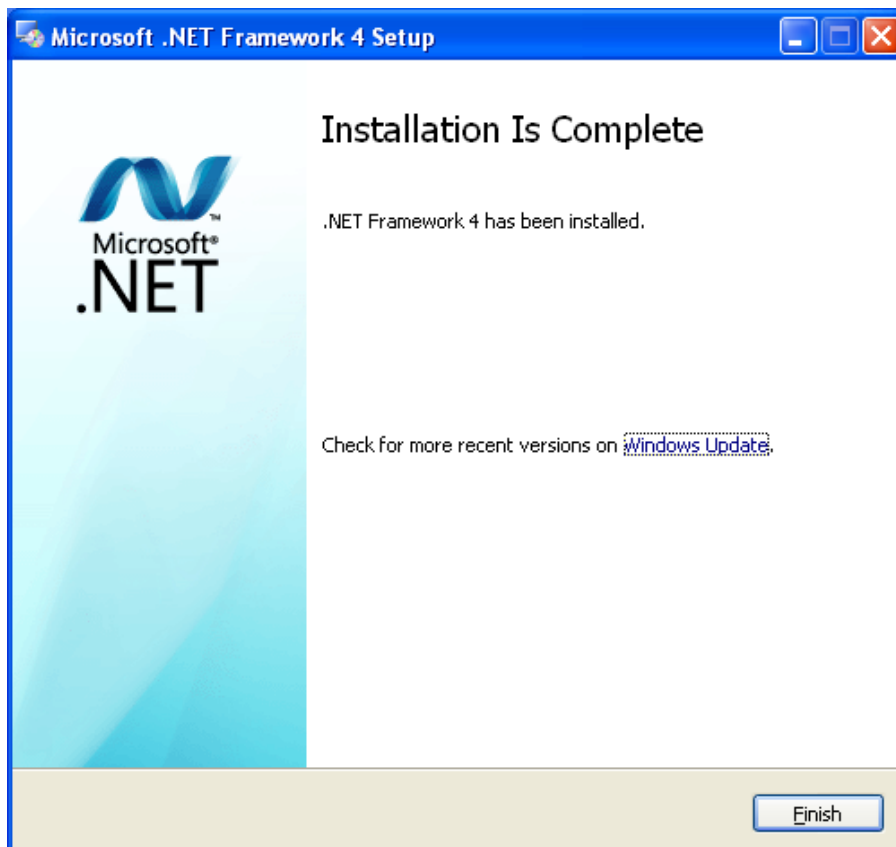 Microsoft .NET Framework 4 Setup
Installation Is Complete
Microsoft®
.NET
™
.NET Framework 4 has been installed.
Check for more recent versions on Windows Update.
Finish